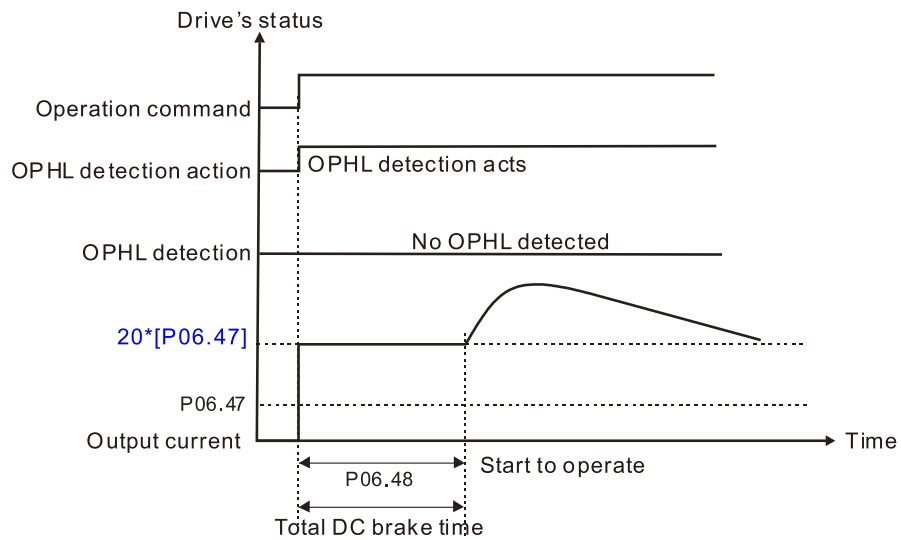 Drive's status
Operation command
OPHL detection action
OPHL detection acts
OPHL detection
No OPHL detected
20*[P06.47]
P06.47
Output current
Time
P06.48
Start to operate
Total DC brake time